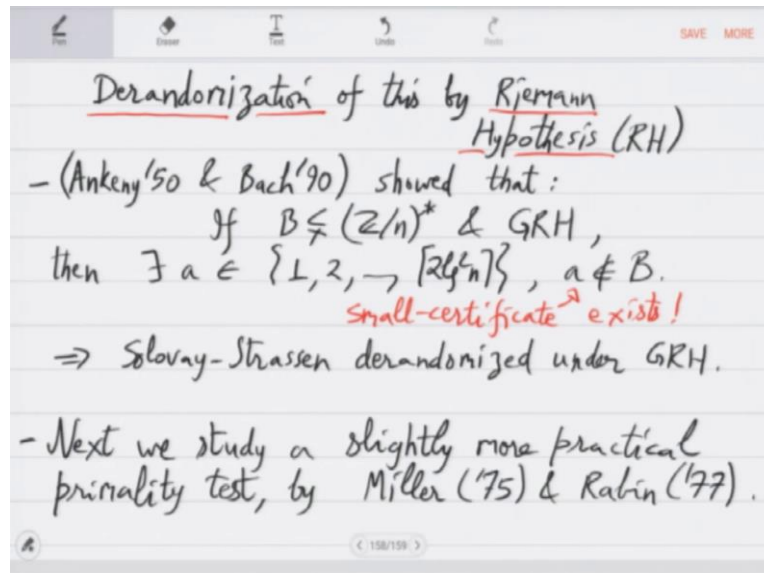 Pen Eraser Text Undo Redo SAVE MORE
Derandomization of this by Riemann
Hypothesis (RH)
- (Ankeny'50 & Bach'90) showed that :
If B ⪇ (Z/n)* & GRH ,
then ∃ a ∈ {1, 2, —, ⌈2lg²n⌉} , a ∉ B.
small-certificate ↗ exists!
⇒ Solovay-Strassen derandomized under GRH.
- Next we study a slightly more practical
primality test, by Miller ('75) & Rabin ('77) .
158/159